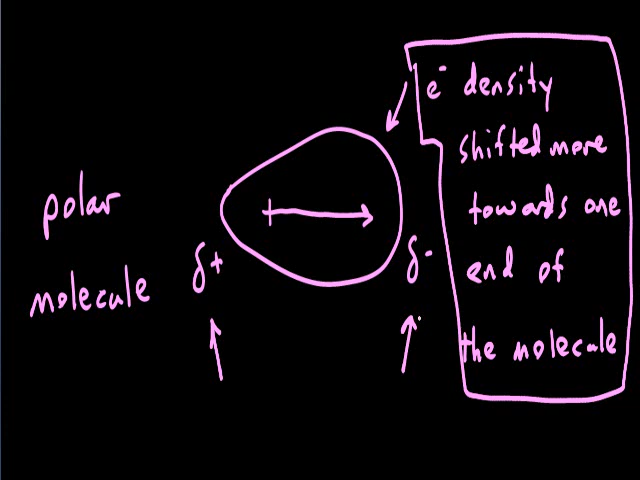 polar
molecule
δ+
δ-
e⁻ density
shifted more
towards one
end of
the molecule